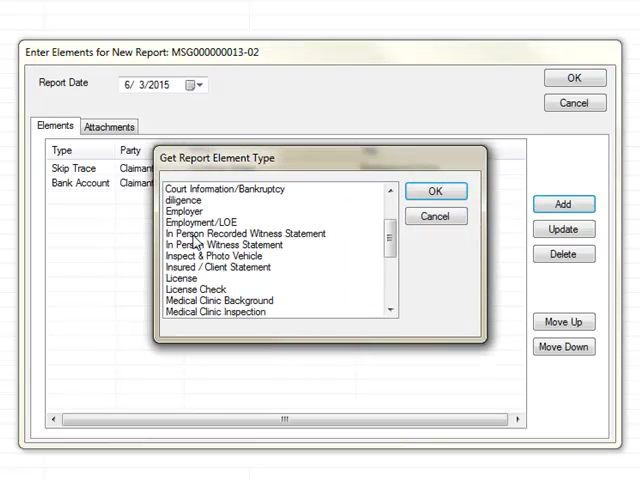 Enter Elements for New Report: MSG000000013-02
Report Date
6/ 3/2015
OK
Cancel
Elements
Attachments
Type
Party
Skip Trace
Claimant
Bank Account
Claimant
Get Report Element Type
Court Information/Bankruptcy
diligence
Employer
Employment/LOE
In Person Recorded Witness Statement
In Person Witness Statement
Inspect & Photo Vehicle
Insured / Client Statement
License
License Check
Medical Clinic Background
Medical Clinic Inspection
OK
Cancel
Add
Update
Delete
Move Up
Move Down